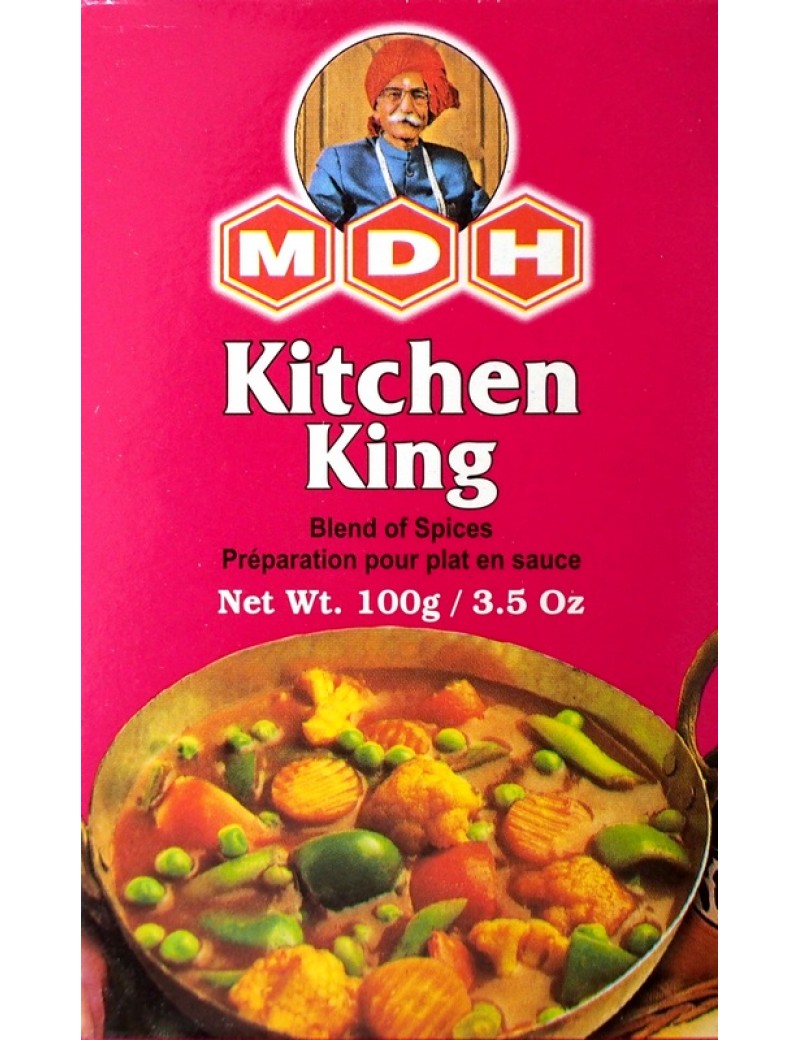 MDH
Kitchen
King
Blend of Spices
Préparation pour plat en sauce
Net Wt. 100g / 3.5 Oz